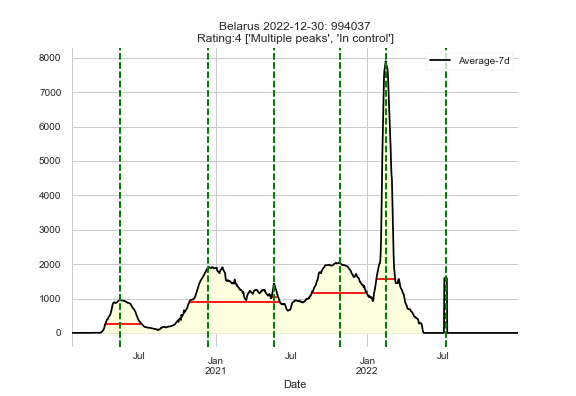 Belarus 2022-12-30: 994037
Rating:4 ['Multiple peaks', 'In control']
Average-7d
8000
7000
6000
5000
4000
3000
2000
1000
0
Jul
Jan
2021
Jul
Jan
2022
Jul
Date